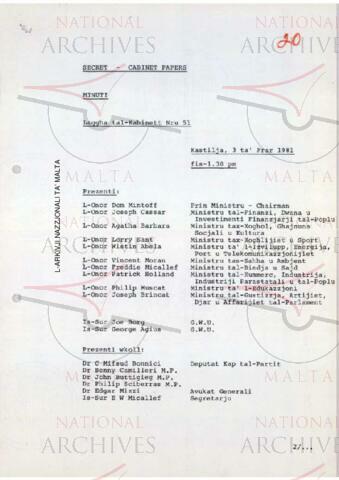 NATIONAL
ARCHIVES
MALTA
20
SECRET - CABINET PAPERS
MINUTI
Laqgha tal-Kabinett Nru 51
Kastilja, 3 ta' Frar 1981
fis-1.30 pm
L-ARKIVJI NAZZJONALI TA' MALTA
Prezenti:
L-Onor Dom Mintoff Prim Ministru - Chairman
L-Onor Joseph Cassar Ministru tal-Finanzi, Dwana u
Investimenti Finanzjarji tal-Poplu
L-Onor Agatha Barbara Ministru tax-Xoghol, Ghajnuna
Socjali u Kultura
L-Onor Lorry Sant Ministru tax-Xoghlijiet u Sport
L-Onor Wistin Abela Ministru ta' l-Izvilupp, Energija,
Port u Telekomunikazzjonijiet
L-Onor Vincent Moran Ministru tas-Sahha u Ambjent
L-Onor Freddie Micallef Ministru tal-Biedja u Sajd
L-Onor Patrick Holland Ministru tal-Kummerc, Industrija,
Industriji Parastatali u tal-Poplu
L-Onor Philip Muscat Ministru ta' l-Edukazzjoni
L-Onor Joseph Brincat Ministru tal-Gustizzja, Artijiet,
Djar u Affarijiet tal-Parlament
Is-Sur Joe Borg G.W.U.
Is-Sur George Agius G.W.U.
Prezenti wkoll:
Dr C Mifsud Bonnici Deputat Kap tal-Partit
Dr Benny Camilleri M.P.
Dr John Buttigieg M.P.
Dr Philip Sciberras M.P.
Dr Edgar Mizzi Avukat Generali
Is-Sur E W Micallef Segretarju
2/...